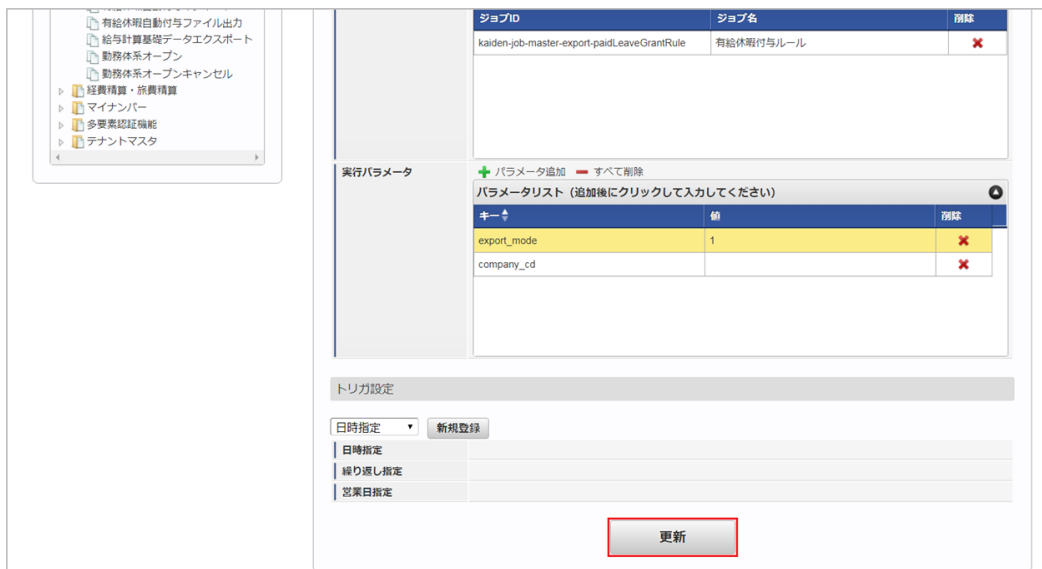 有給休暇自動付与ファイル出力
給与計算基礎データエクスポート
勤務体系オープン
勤務体系オープンキャンセル
経費精算・旅費精算
マイナンバー
多要素認証機能
テナントマスタ
ジョブID ジョブ名 削除
kaiden-job-master-export-paidLeaveGrantRule 有給休暇付与ルール
実行パラメータ
パラメータ追加 すべて削除
パラメータリスト（追加後にクリックして入力してください）
キー 値 削除
export_mode 1
company_cd
トリガ設定
日時指定 新規登録
日時指定
繰り返し指定
営業日指定
更新